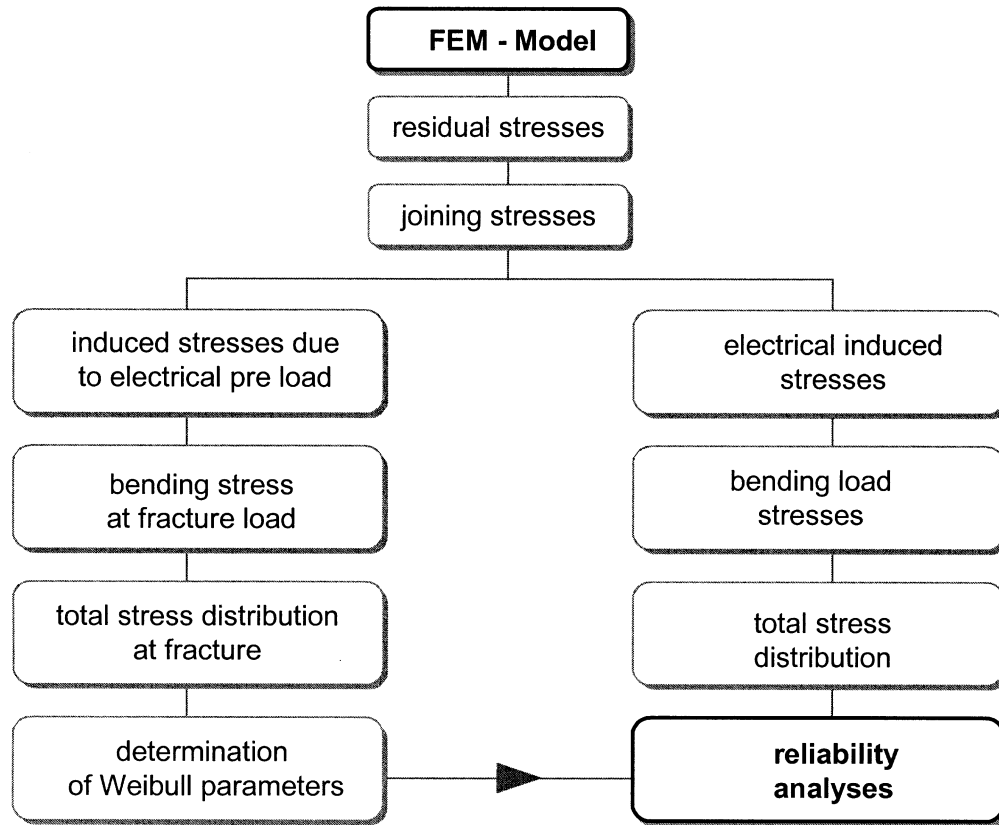 FEM - Model
residual stresses
joining stresses
induced stresses due
to electrical pre load
bending stress
at fracture load
total stress distribution
at fracture
determination
of Weibull parameters
electrical induced
stresses
bending load
stresses
total stress
distribution
reliability
analyses